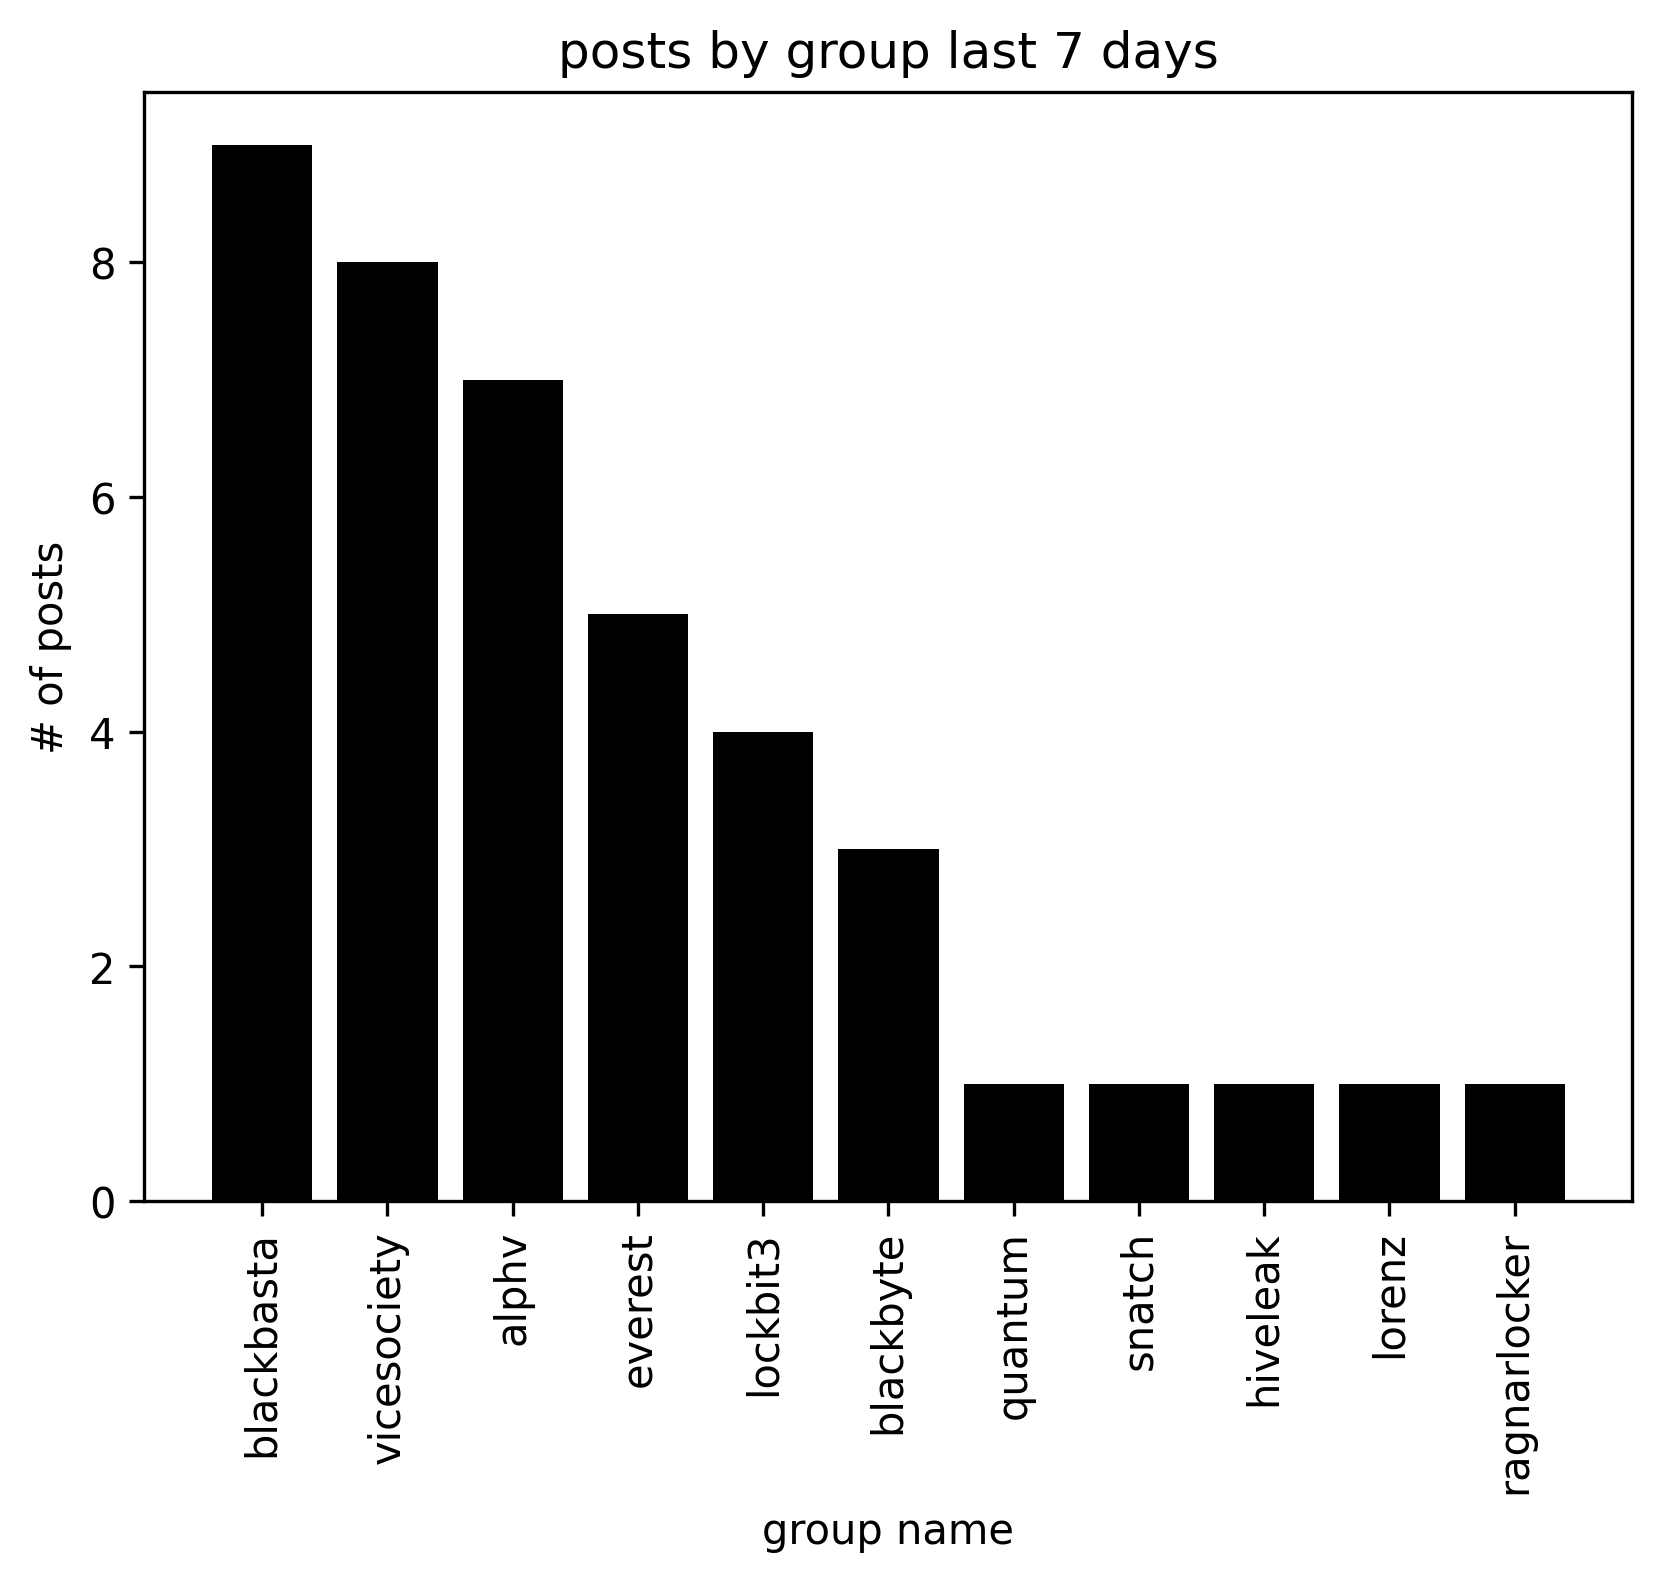 posts by group last 7 days
# of posts
8
6
4
2
0
blackbasta
vicesociety
alphv
everest
lockbit3
blackbyte
quantum
snatch
hiveleak
lorenz
ragnarlocker
group name